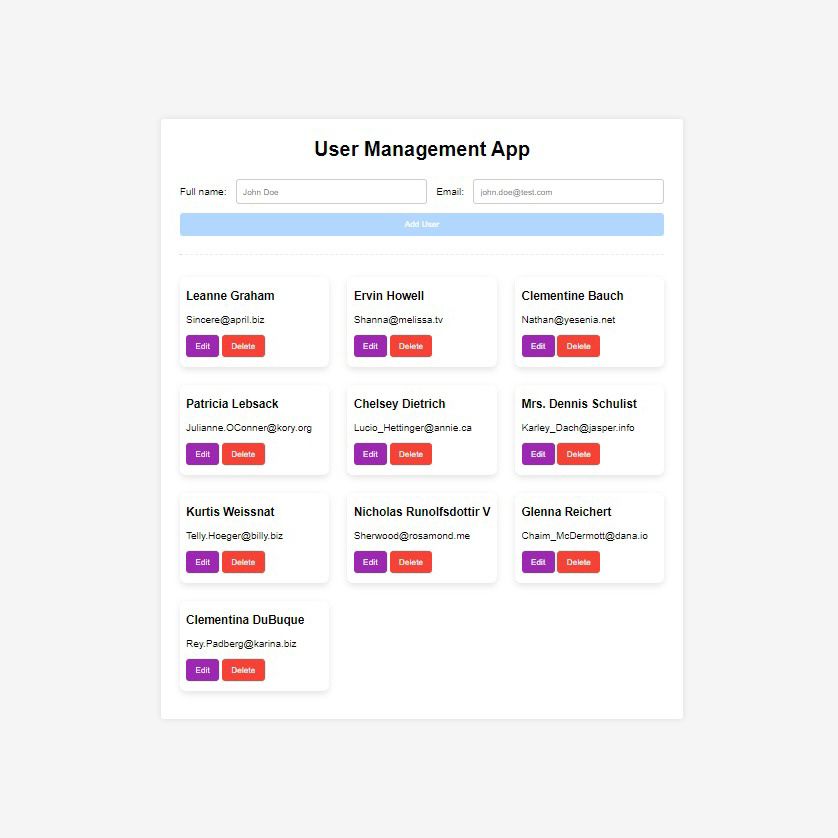 User Management App
Full name: John Doe Email: john.doe@test.com
Add User
Leanne Graham
Sincere@april.biz
Edit Delete
Ervin Howell
Shanna@melissa.tv
Edit Delete
Clementine Bauch
Nathan@yesenia.net
Edit Delete
Patricia Lebsack
Julianne.OConner@kory.org
Edit Delete
Chelsey Dietrich
Lucio_Hettinger@annie.ca
Edit Delete
Mrs. Dennis Schulist
Karley_Dach@jasper.info
Edit Delete
Kurtis Weissnat
Telly.Hoeger@billy.biz
Edit Delete
Nicholas Runolfsdottir V
Sherwood@rosamond.me
Edit Delete
Glenna Reichert
Chaim_McDermott@dana.io
Edit Delete
Clementina DuBuque
Rey.Padberg@karina.biz
Edit Delete